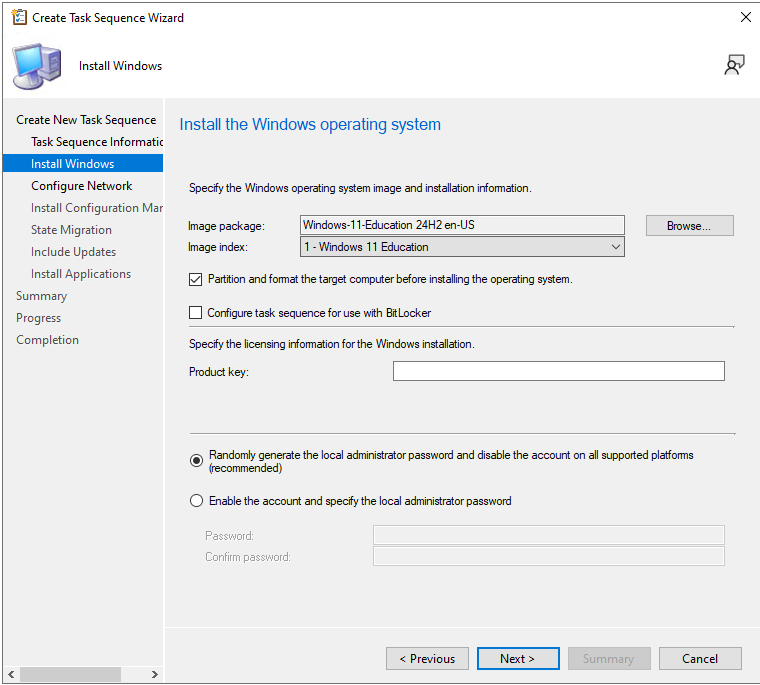 Create Task Sequence Wizard
Install Windows
Create New Task Sequence
Task Sequence Informatic
Install Windows
Configure Network
Install Configuration Mar
State Migration
Include Updates
Install Applications
Summary
Progress
Completion
Install the Windows operating system
Specify the Windows operating system image and installation information.
Image package:
Windows-11-Education 24H2 en-US
Browse...
Image index:
1 - Windows 11 Education
Partition and format the target computer before installing the operating system.
Configure task sequence for use with BitLocker
Specify the licensing information for the Windows installation.
Product key:
Randomly generate the local administrator password and disable the account on all supported platforms
(recommended)
Enable the account and specify the local administrator password
Password:
Confirm password:
< Previous
Next >
Summary
Cancel